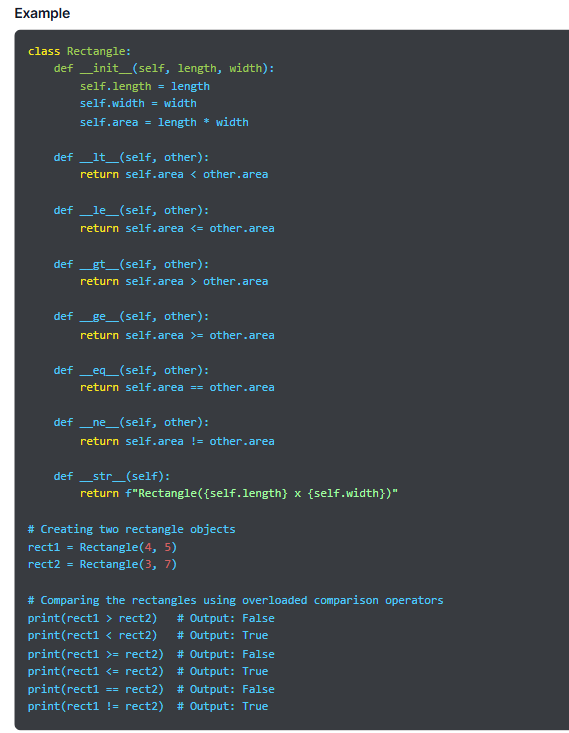 Example
class Rectangle:
    def __init__(self, length, width):
        self.length = length
        self.width = width
        self.area = length * width

    def __lt__(self, other):
        return self.area < other.area

    def __le__(self, other):
        return self.area <= other.area

    def __gt__(self, other):
        return self.area > other.area

    def __ge__(self, other):
        return self.area >= other.area

    def __eq__(self, other):
        return self.area == other.area

    def __ne__(self, other):
        return self.area != other.area

    def __str__(self):
        return f"Rectangle({self.length} x {self.width})"

# Creating two rectangle objects
rect1 = Rectangle(4, 5)
rect2 = Rectangle(3, 7)

# Comparing the rectangles using overloaded comparison operators
print(rect1 > rect2)   # Output: False
print(rect1 < rect2)   # Output: True
print(rect1 >= rect2)  # Output: False
print(rect1 <= rect2)  # Output: True
print(rect1 == rect2)  # Output: False
print(rect1 != rect2)  # Output: True